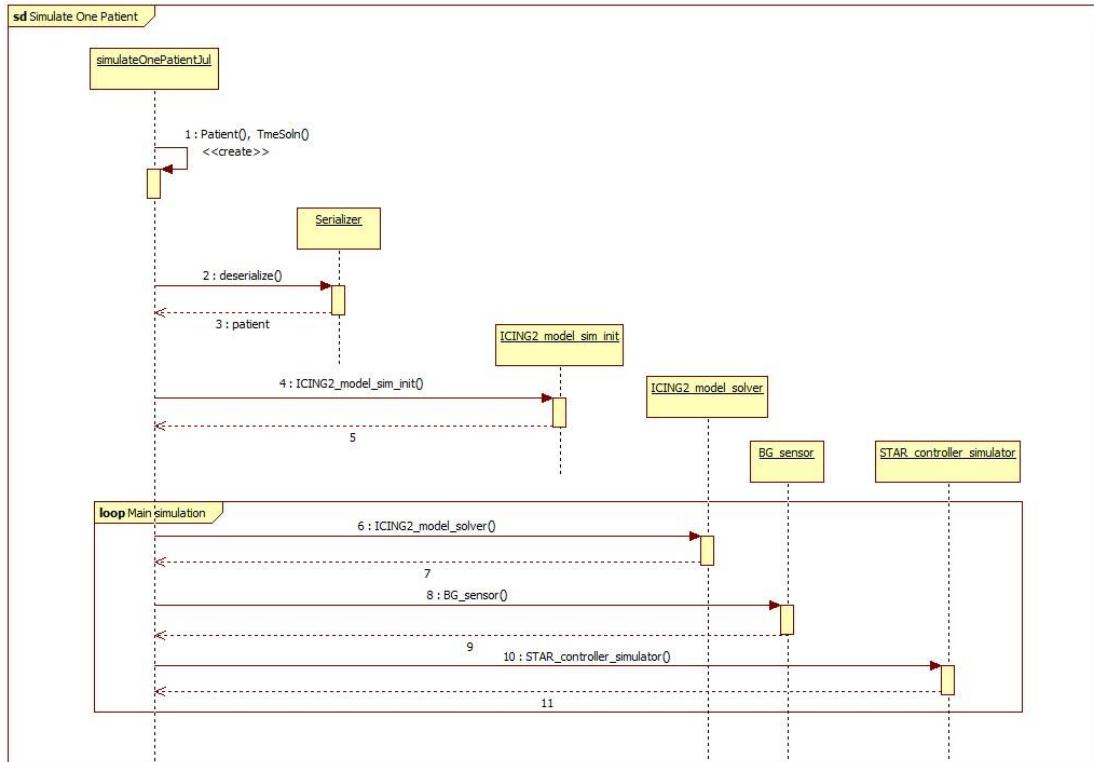 sd Simulate One Patient
simulateOnePatientJul
1 : Patient(), TmeSoln()
<<create>>
Serializer
2 : deserialize()
3 : patient
ICING2_model_sim_init
4 : ICING2_model_sim_init()
ICING2_model_solver
5
BG_sensor
STAR_controller_simulator
loop Main simulation
6 : ICING2_model_solver()
7
8 : BG_sensor()
9
10 : STAR_controller_simulator()
11